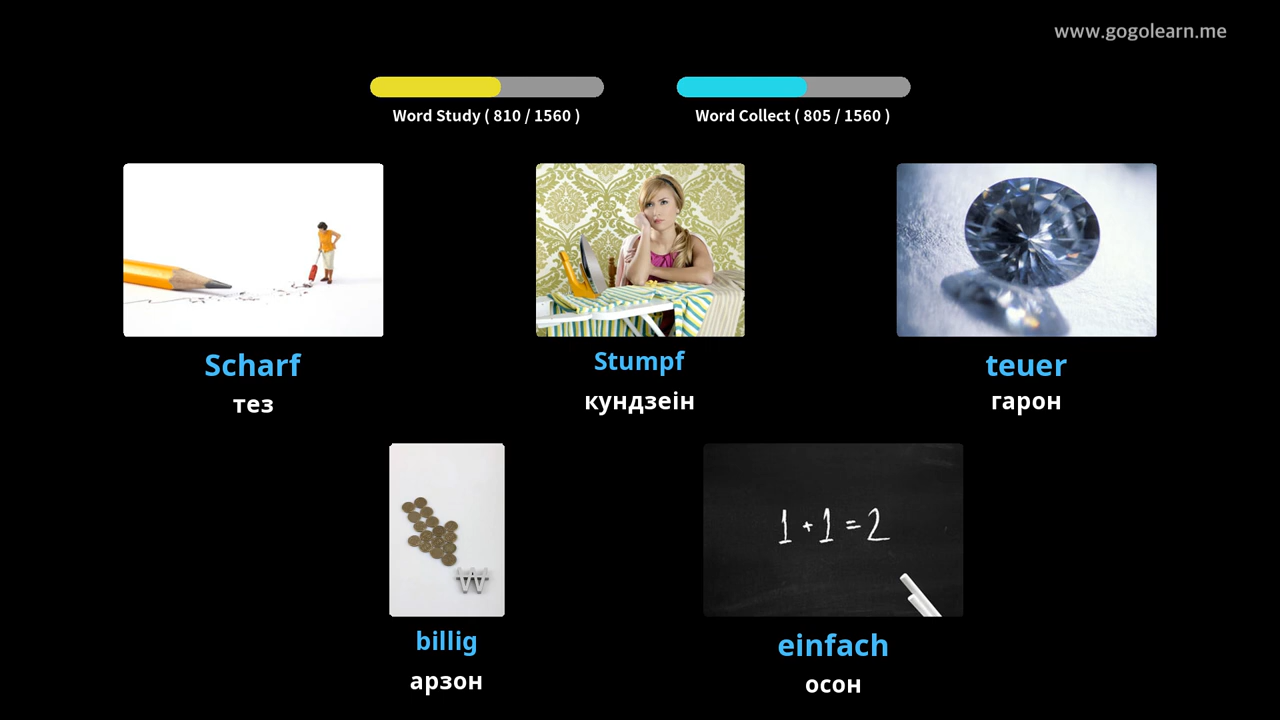 www.gogolearn.me
Word Study ( 810 / 1560 )
Word Collect ( 805 / 1560 )
Scharf
тез
Stumpf
кундзеін
teuer
гарон
1 + 1 = 2
₩
billig
арзон
einfach
осон